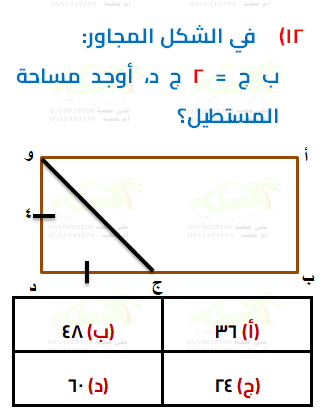 ١٢) في الشكل المجاور:
ب ج = ٢ ج د، أوجد مساحة
المستطيل؟
و
أ
٤
د
ج
ب
(أ) ٣٦
(ب) ٤٨
(ج) ٢٤
(د) ٦٠